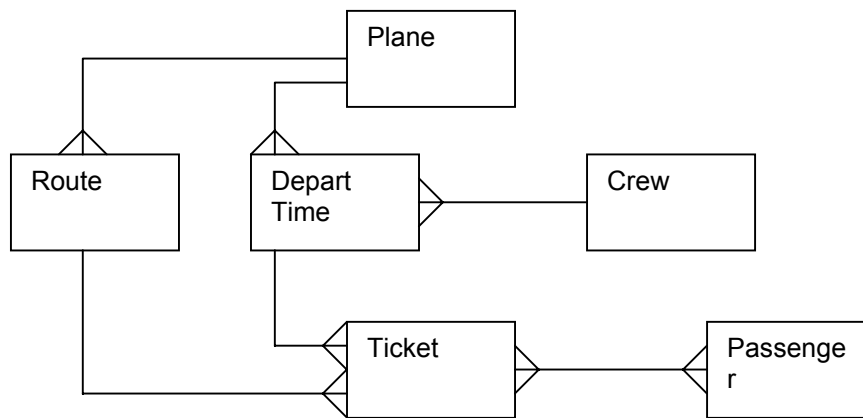 Plane
Route
Depart
Time
Crew
Ticket
Passenge
r